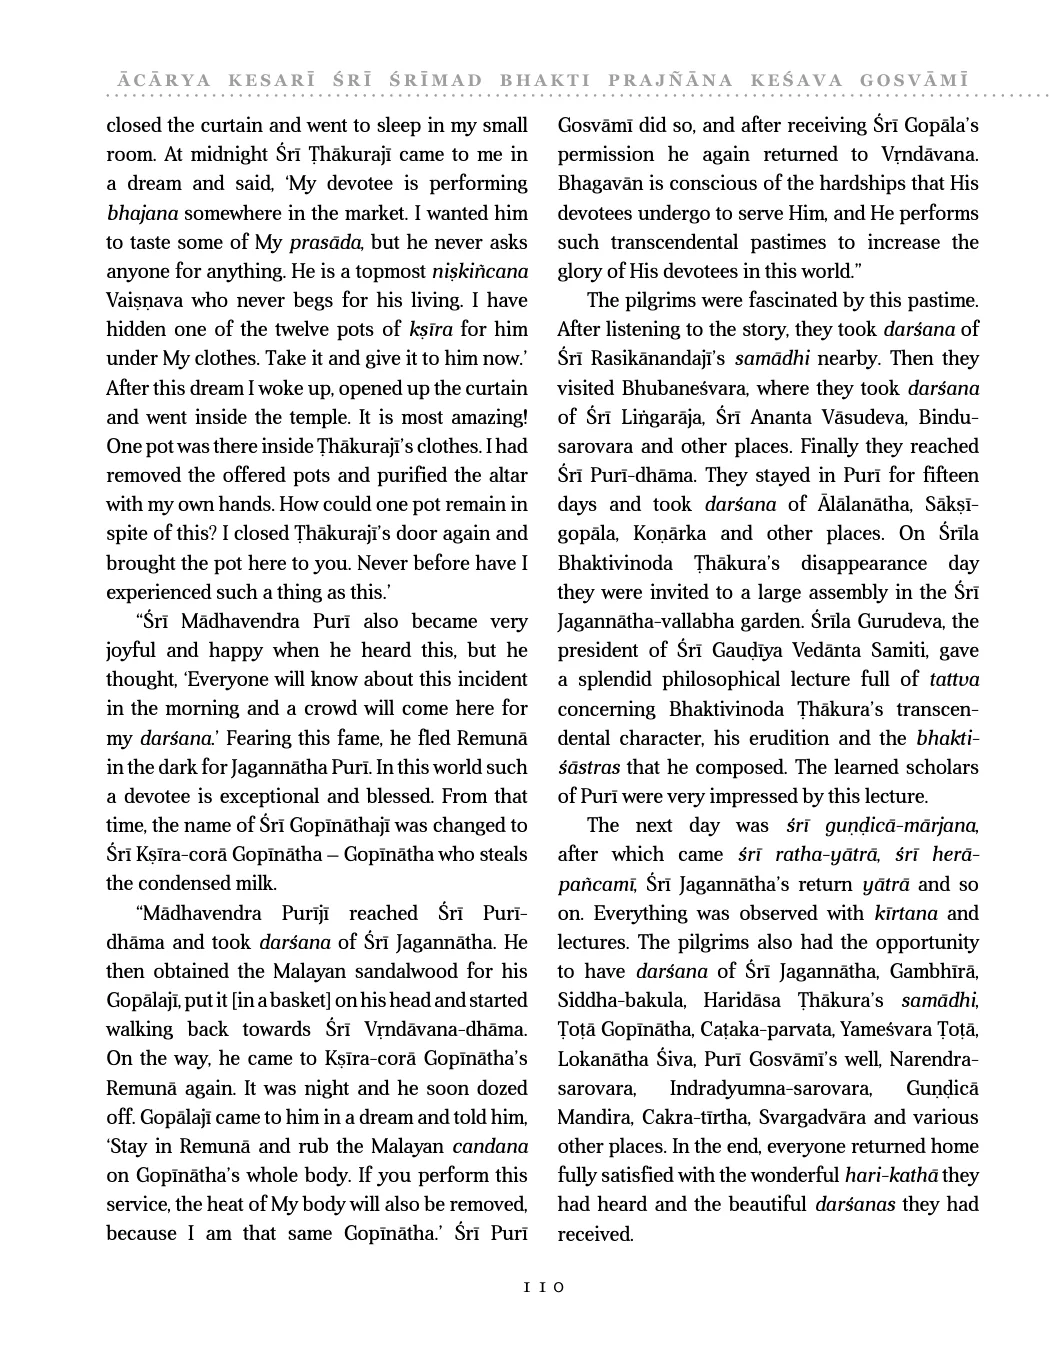 ĀCĀRYA KESARĪ ŚRĪ ŚRĪMAD BHAKTI PRAJÑĀNA KEŚAVA GOSVĀMĪ
closed the curtain and went to sleep in my small
room. At midnight Śrī Ṭhākurajī came to me in
a dream and said, ‘My devotee is performing
bhajana somewhere in the market. I wanted him
to taste some of My prasāda, but he never asks
anyone for anything. He is a topmost niṣkiñcana
Vaiṣṇava who never begs for his living. I have
hidden one of the twelve pots of kṣīra for him
under My clothes. Take it and give it to him now.’
After this dream I woke up, opened up the curtain
and went inside the temple. It is most amazing!
One pot was there inside Ṭhākurajī’s clothes. I had
removed the offered pots and purified the altar
with my own hands. How could one pot remain in
spite of this? I closed Ṭhākurajī’s door again and
brought the pot here to you. Never before have I
experienced such a thing as this.’
“Śrī Mādhavendra Purī also became very
joyful and happy when he heard this, but he
thought, ‘Everyone will know about this incident
in the morning and a crowd will come here for
my darśana.’ Fearing this fame, he fled Remunā
in the dark for Jagannātha Purī. In this world such
a devotee is exceptional and blessed. From that
time, the name of Śrī Gopīnāthajī was changed to
Śrī Kṣīra-corā Gopīnātha – Gopīnātha who steals
the condensed milk.
“Mādhavendra Purījī reached Śrī Purī-
dhāma and took darśana of Śrī Jagannātha. He
then obtained the Malayan sandalwood for his
Gopālajī, put it [in a basket] on his head and started
walking back towards Śrī Vṛndāvana-dhāma.
On the way, he came to Kṣīra-corā Gopīnātha’s
Remunā again. It was night and he soon dozed
off. Gopālajī came to him in a dream and told him,
‘Stay in Remunā and rub the Malayan candana
on Gopīnātha’s whole body. If you perform this
service, the heat of My body will also be removed,
because I am that same Gopīnātha.’ Śrī Purī
Gosvāmī did so, and after receiving Śrī Gopāla’s
permission he again returned to Vṛndāvana.
Bhagavān is conscious of the hardships that His
devotees undergo to serve Him, and He performs
such transcendental pastimes to increase the
glory of His devotees in this world.”
The pilgrims were fascinated by this pastime.
After listening to the story, they took darśana of
Śrī Rasikānandajī’s samādhi nearby. Then they
visited Bhubaneśvara, where they took darśana
of Śrī Liṅgarāja, Śrī Ananta Vāsudeva, Bindu-
sarovara and other places. Finally they reached
Śrī Purī-dhāma. They stayed in Purī for fifteen
days and took darśana of Ālālanātha, Sākṣī-
gopāla, Koṇārka and other places. On Śrīla
Bhaktivinoda Ṭhākura’s disappearance day
they were invited to a large assembly in the Śrī
Jagannātha-vallabha garden. Śrīla Gurudeva, the
president of Śrī Gauḍīya Vedānta Samiti, gave
a splendid philosophical lecture full of tattva
concerning Bhaktivinoda Ṭhākura’s transcen-
dental character, his erudition and the bhakti-
śāstras that he composed. The learned scholars
of Purī were very impressed by this lecture.
The next day was śrī guṇḍicā-mārjana,
after which came śrī ratha-yātrā, śrī herā-
pañcamī, Śrī Jagannātha’s return yātrā and so
on. Everything was observed with kīrtana and
lectures. The pilgrims also had the opportunity
to have darśana of Śrī Jagannātha, Gambhīrā,
Siddha-bakula, Haridāsa Ṭhākura’s samādhi,
Ṭoṭā Gopīnātha, Caṭaka-parvata, Yameśvara Ṭoṭā,
Lokanātha Śiva, Purī Gosvāmī’s well, Narendra-
sarovara, Indradyumna-sarovara, Guṇḍicā
Mandira, Cakra-tīrtha, Svargadvāra and various
other places. In the end, everyone returned home
fully satisfied with the wonderful hari-kathā they
had heard and the beautiful darśanas they had
received.
110